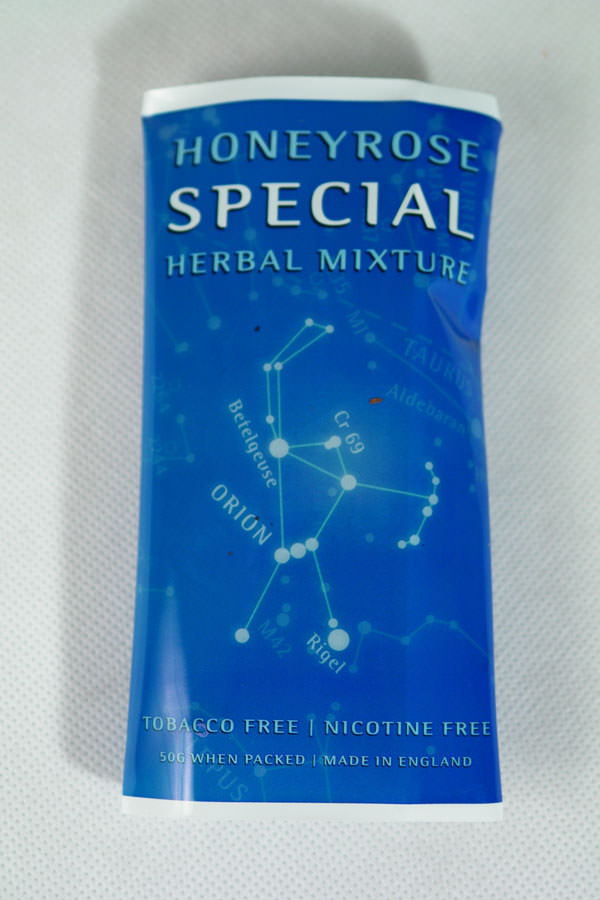 HONEYROSE
SPECIAL
HERBAL MIXTURE
TAURUS
Aldebaran
Cr 69
Betelgeuse
ORION
M42
Rigel
TOBACCO FREE | NICOTINE FREE
50G WHEN PACKED | MADE IN ENGLAND